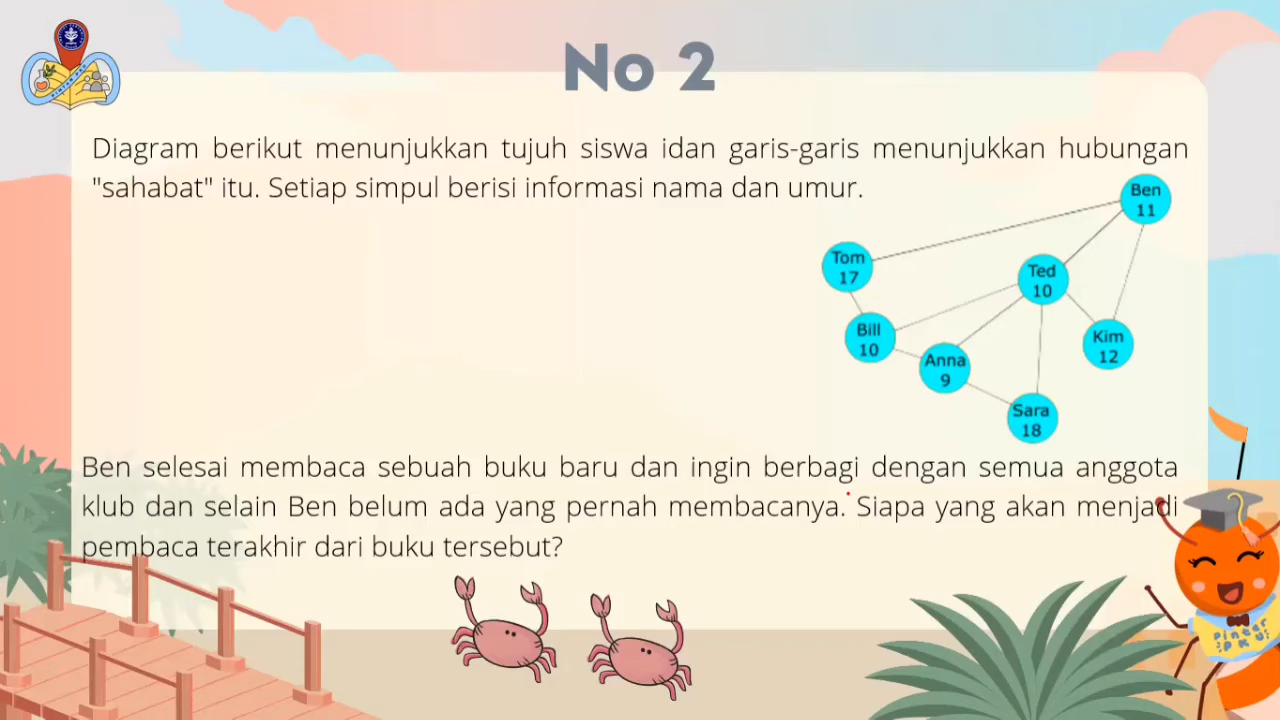 No 2
Diagram berikut menunjukkan tujuh siswa idan garis-garis menunjukkan hubungan
"sahabat" itu. Setiap simpul berisi informasi nama dan umur.
Ben
11
Tom
17
Ted
10
Bill
10
Kim
12
Anna
9
Sara
18
Ben selesai membaca sebuah buku baru dan ingin berbagi dengan semua anggota
klub dan selain Ben belum ada yang pernah membacanya. Siapa yang akan menjadi
pembaca terakhir dari buku tersebut?
pintar
PKU